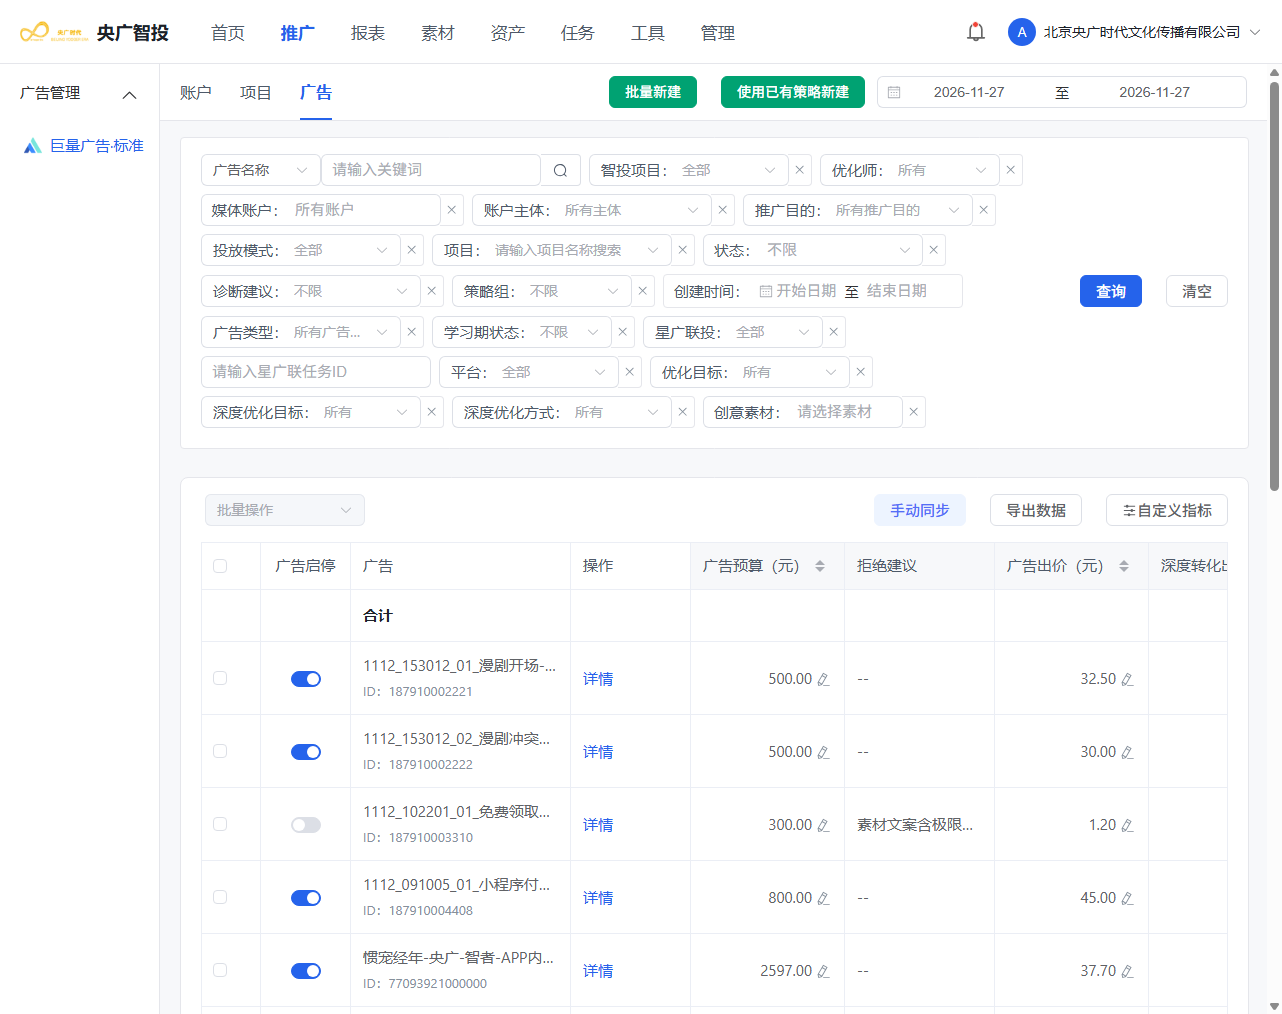 央广智投 首页 推广 报表 素材 资产 任务 工具 管理 A 北京央广时代文化传播有限公司
广告管理
巨量广告·标准
账户 项目 广告 批量新建 使用已有策略新建 2026-11-27 至 2026-11-27
广告名称 请输入关键词 智投项目： 全部 优化师： 所有
媒体账户： 所有账户 账户主体： 所有主体 推广目的： 所有推广目的
投放模式： 全部 项目： 请输入项目名称搜索 状态： 不限
诊断建议： 不限 策略组： 不限 创建时间： 开始日期 至 结束日期 查询 清空
广告类型： 所有广告... 学习期状态： 不限 星广联投： 全部
请输入星广联任务ID 平台： 全部 优化目标： 所有
深度优化目标： 所有 深度优化方式： 所有 创意素材： 请选择素材
批量操作 手动同步 导出数据 自定义指标
广告启停 广告 操作 广告预算（元） 拒绝建议 广告出价（元） 深度转化
合计
1112_153012_01_漫剧开场-...
ID：187910002221
详情 500.00 -- 32.50
1112_153012_02_漫剧冲突...
ID：187910002222
详情 500.00 -- 30.00
1112_102201_01_免费领取...
ID：187910003310
详情 300.00 素材文案含极限... 1.20
1112_091005_01_小程序付...
ID：187910004408
详情 800.00 -- 45.00
惯宠经年-央广-智者-APP内...
ID：77093921000000
详情 2597.00 -- 37.70